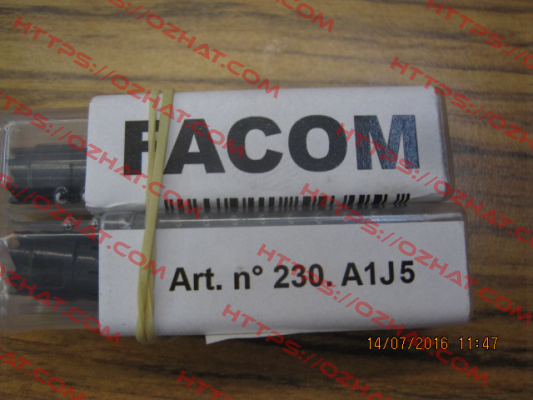 FACOM
Art. n° 230. A1J5
14/07/2016 11:47
HTTPS://OZHAT.COM